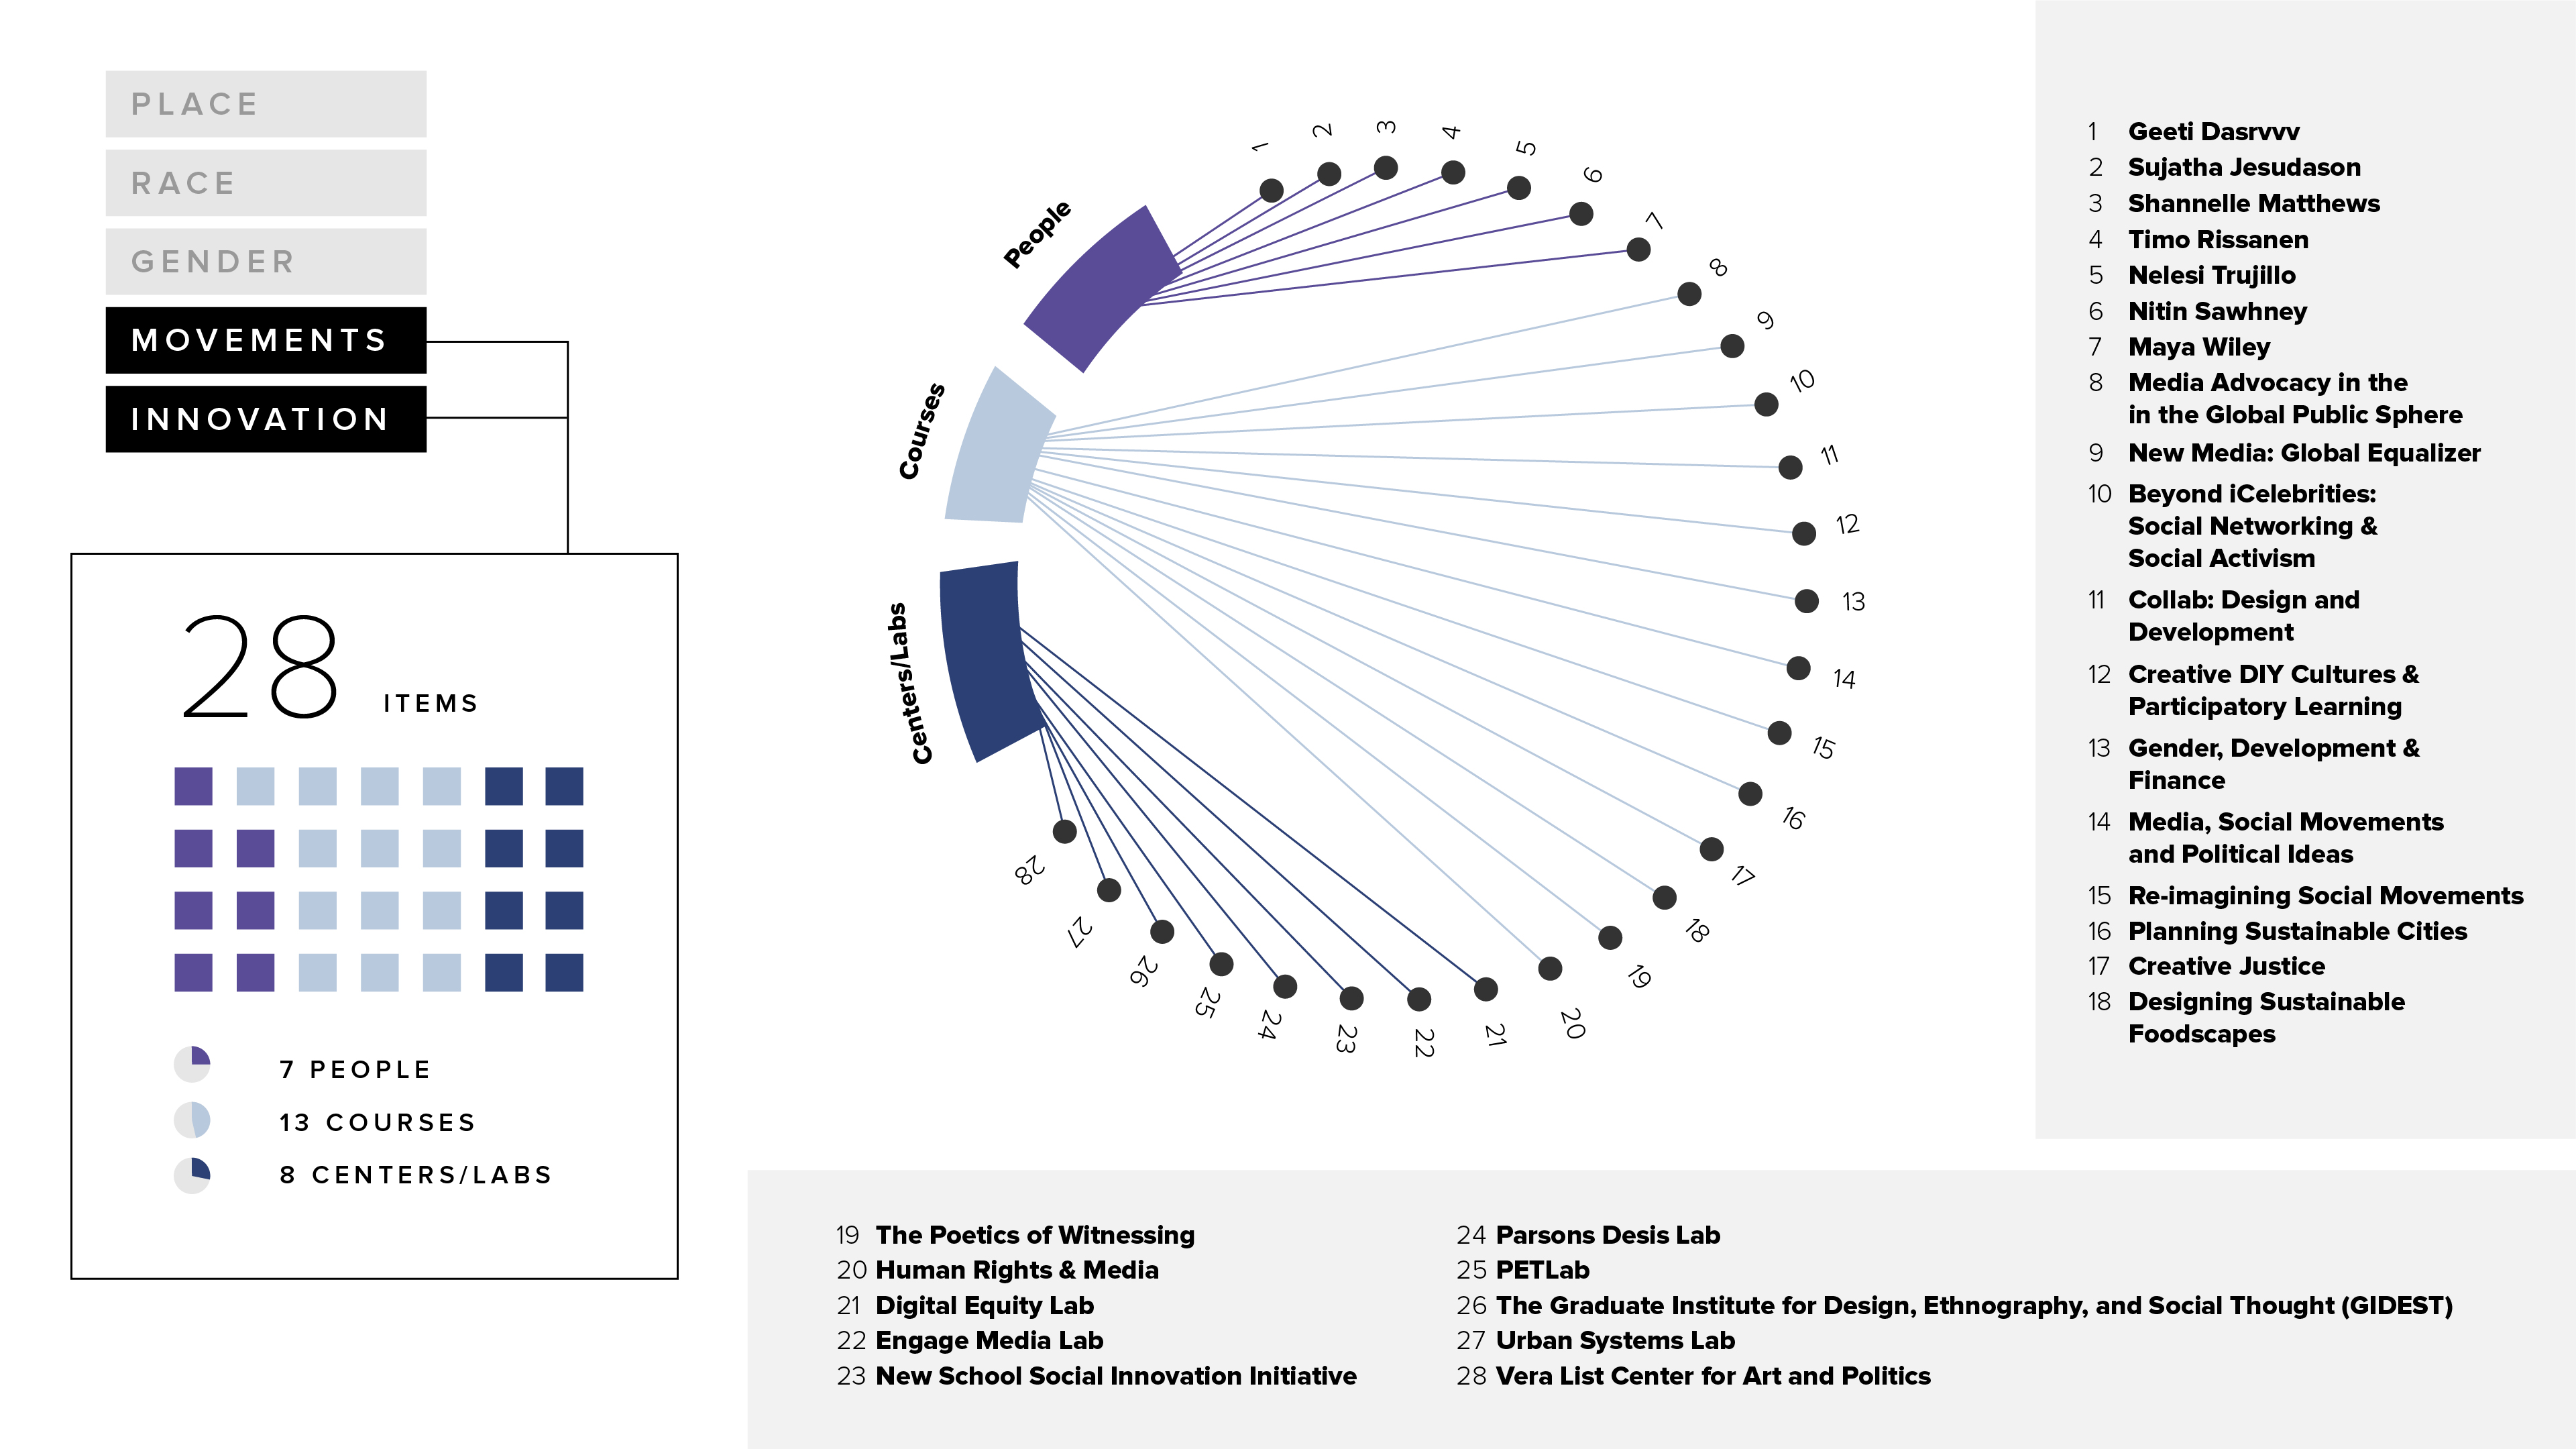 PLACE
RACE
GENDER
MOVEMENTS
INNOVATION
28 ITEMS
7 PEOPLE
13 COURSES
8 CENTERS/LABS
People
Courses
Centers/Labs
1
2
3
4
5
6
7
8
9
10
11
12
13
14
15
16
17
18
19
20
21
22
23
24
25
26
27
28
1 Geeti Dasrvvv
2 Sujatha Jesudason
3 Shannelle Matthews
4 Timo Rissanen
5 Nelesi Trujillo
6 Nitin Sawhney
7 Maya Wiley
8 Media Advocacy in the
in the Global Public Sphere
9 New Media: Global Equalizer
10 Beyond iCelebrities:
Social Networking &
Social Activism
11 Collab: Design and
Development
12 Creative DIY Cultures &
Participatory Learning
13 Gender, Development &
Finance
14 Media, Social Movements
and Political Ideas
15 Re-imagining Social Movements
16 Planning Sustainable Cities
17 Creative Justice
18 Designing Sustainable
Foodscapes
19 The Poetics of Witnessing
20 Human Rights & Media
21 Digital Equity Lab
22 Engage Media Lab
23 New School Social Innovation Initiative
24 Parsons Desis Lab
25 PETLab
26 The Graduate Institute for Design, Ethnography, and Social Thought (GIDEST)
27 Urban Systems Lab
28 Vera List Center for Art and Politics